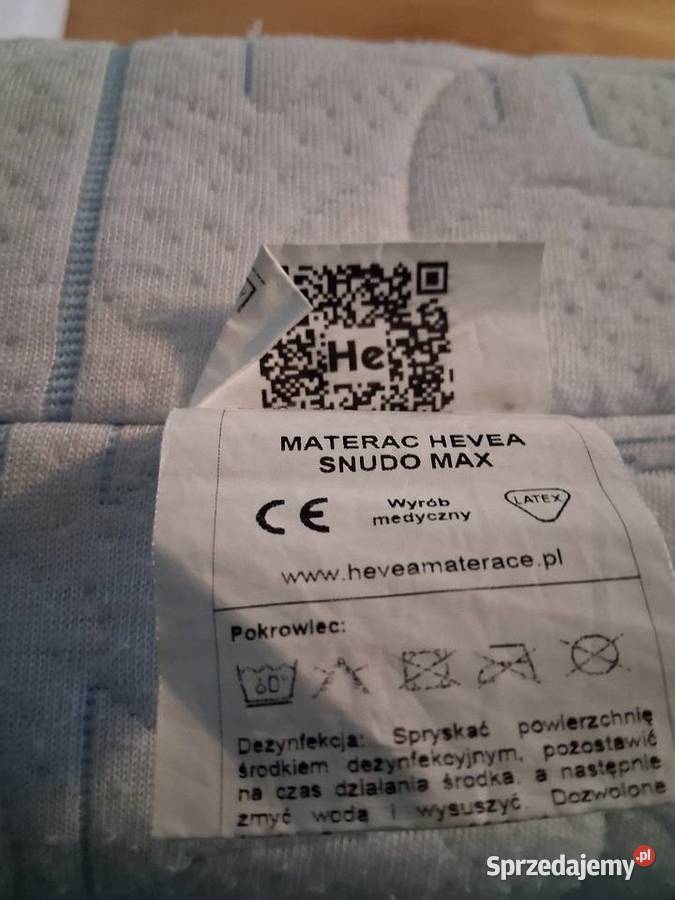 He
MATERAC HEVEA
SNUDO MAX
CE
Wyrób
medyczny
LATEX
www.heveamaterace.pl
Pokrowiec:
60°
Dezynfekcja: Spryskać powierzchnię
środkiem dezynfekcyjnym, pozostawić
na czas działania środka, a następnie
zmyć wodą i wysuszyć. Dozwolone
Sprzedajemy.pl